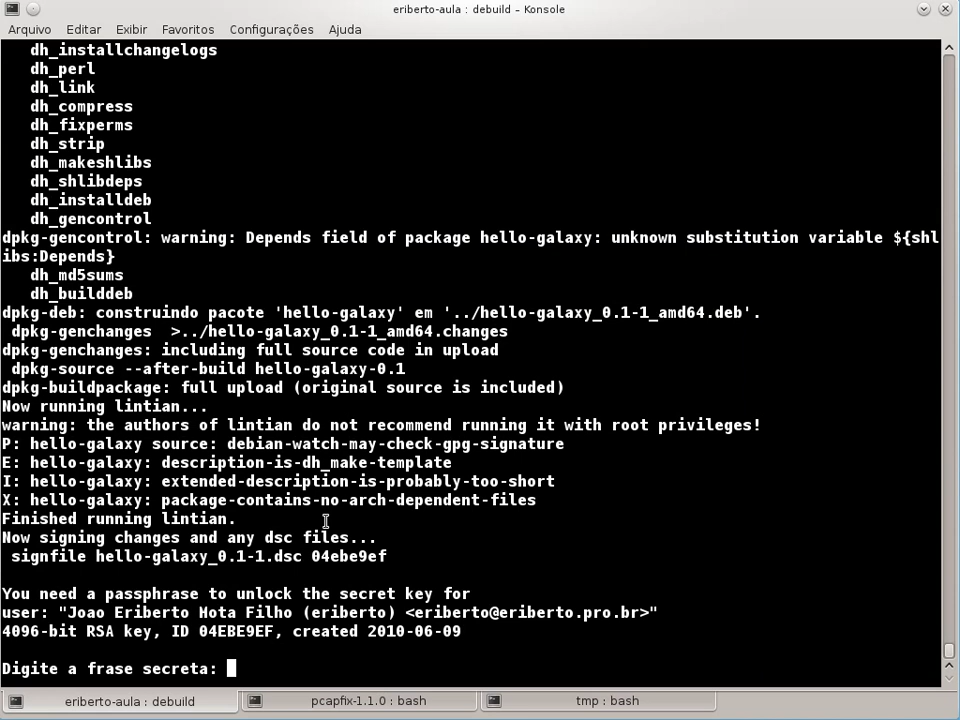 eriberto-aula : debuild – Konsole
Arquivo Editar Exibir Favoritos Configurações Ajuda
dh_installchangelogs
dh_perl
dh_link
dh_compress
dh_fixperms
dh_strip
dh_makeshlibs
dh_shlibdeps
dh_installdeb
dh_gencontrol
dpkg-gencontrol: warning: Depends field of package hello-galaxy: unknown substitution variable ${shl
ibs:Depends}
dh_md5sums
dh_builddeb
dpkg-deb: construindo pacote 'hello-galaxy' em '../hello-galaxy_0.1-1_amd64.deb'.
dpkg-genchanges >../hello-galaxy_0.1-1_amd64.changes
dpkg-genchanges: including full source code in upload
dpkg-source --after-build hello-galaxy-0.1
dpkg-buildpackage: full upload (original source is included)
Now running lintian...
warning: the authors of lintian do not recommend running it with root privileges!
P: hello-galaxy source: debian-watch-may-check-gpg-signature
E: hello-galaxy: description-is-dh_make-template
I: hello-galaxy: extended-description-is-probably-too-short
X: hello-galaxy: package-contains-no-arch-dependent-files
Finished running lintian.
Now signing changes and any dsc files...
signfile hello-galaxy_0.1-1.dsc 04ebe9ef
You need a passphrase to unlock the secret key for
user: "Joao Eriberto Mota Filho (eriberto) <eriberto@eriberto.pro.br>"
4096-bit RSA key, ID 04EBE9EF, created 2010-06-09
Digite a frase secreta:
eriberto-aula : debuild
pcapfix-1.1.0 : bash
tmp : bash